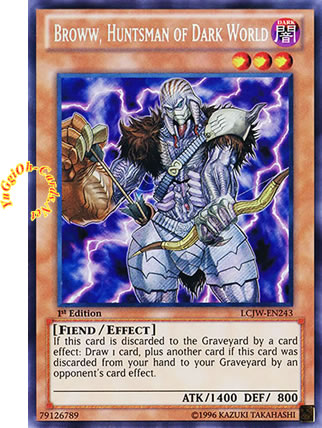 BROWW, HUNTSMAN OF DARK WORLD
DARK
闇
YuGgiOh-Cards.Net
1st Edition
LCJW-EN243
[FIEND / EFFECT]
If this card is discarded to the Graveyard by a card
effect: Draw 1 card, plus another card if this card was
discarded from your hand to your Graveyard by an
opponent's card effect.
ATK/1400 DEF/ 800
79126789
©1996 KAZUKI TAKAHASHI